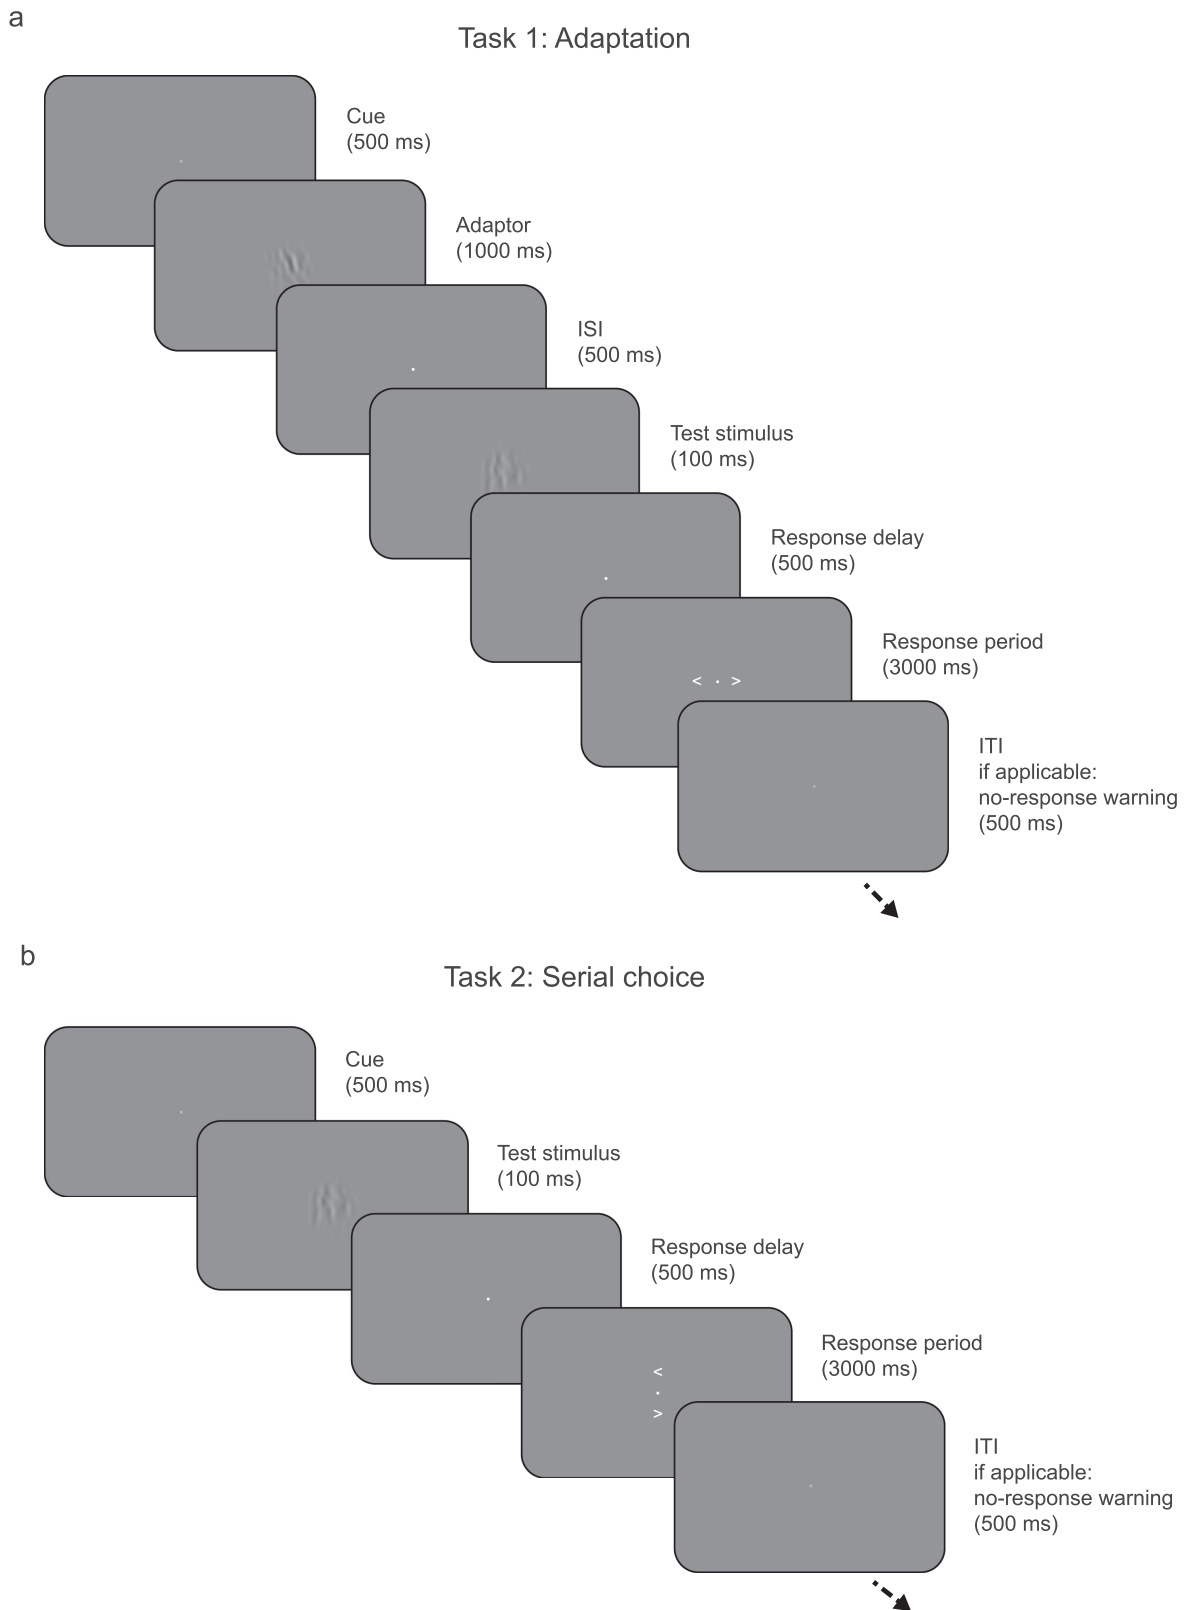 a
Task 1: Adaptation
Cue
(500 ms)
Adaptor
(1000 ms)
ISI
(500 ms)
Test stimulus
(100 ms)
Response delay
(500 ms)
Response period
(3000 ms)
< · >
ITI
if applicable:
no-response warning
(500 ms)
b
Task 2: Serial choice
Cue
(500 ms)
Test stimulus
(100 ms)
Response delay
(500 ms)
Response period
(3000 ms)
<
·
>
ITI
if applicable:
no-response warning
(500 ms)